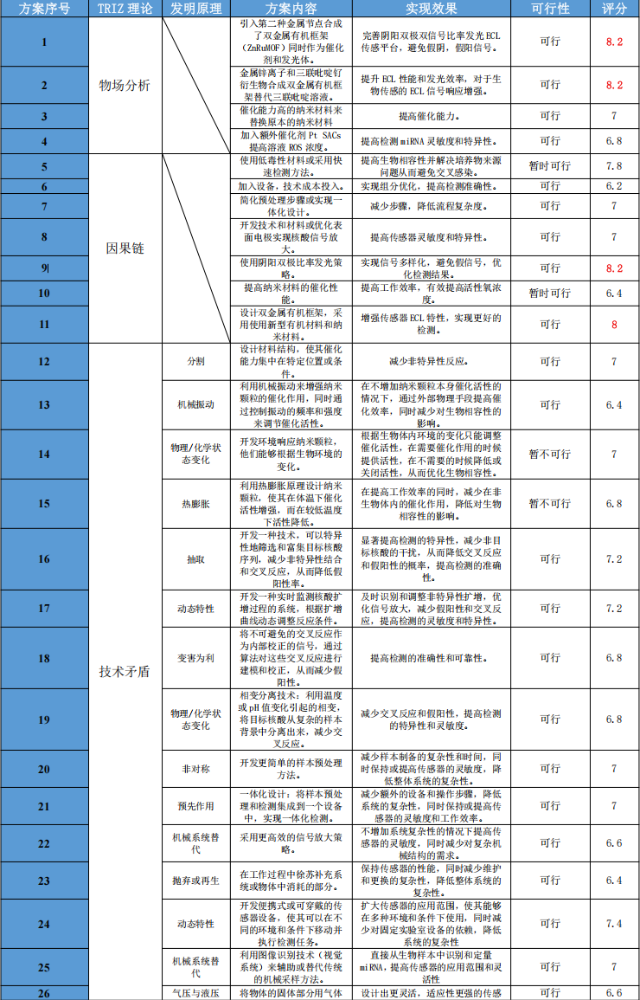 方案序号 TRIZ 理论 发明原理 方案内容 实现效果 可行性 评分
物场分析
1
引入第二种金属节点合成
了双金属有机框架
（ZnRuMOF）同时作为催化
剂和发光体。
完善阴阳双极双信号比率发光 ECL
传感平台，避免假阴，假阳信号。
可行
8.2
2
金属锌离子和三联吡啶钌
衍生物合成双金属有机框
架替代三联吡啶溶液。
提升 ECL 性能和发光效率，对于生
物传感的 ECL 信号响应增强。
可行
8.2
3
催化能力高的纳米材料来
替换原本的纳米材料
提高催化能力。
可行
7
4
加入额外催化剂 Pt SACs
提高溶液 ROS 浓度。
提高检测 miRNA 灵敏度和特异性。
可行
6.8
因果链
5
使用低毒性材料或采用快
速检测方法。
提高生物相容性并解决培养物来源
问题从而避免交叉感染。
暂时可行
7.8
6
加入设备，技术成本投入。
实现组分优化，提高检测准确性。
可行
6.2
7
简化预处理步骤或实现一
体化设计。
减少步骤，降低流程复杂度。
可行
7
8
开发技术和材料或优化表
面电极实现核酸信号放
大。
提高传感器灵敏度和特异性。
可行
7
9
使用阴阳双极比率发光策
略。
实现信号多样化，避免假信号，优
化检测结果。
可行
8.2
10
提高纳米材料的催化性
能。
提高工作效率，有效提高活性氧浓
度。
暂时可行
6.4
11
设计双金属有机框架，采
用使用新型有机材料和纳
米材料。
增强传感器 ECL 特性，实现更好的
检测。
可行
8
技术矛盾
12
分割
设计材料结构，使其催化
能力集中在特定位置或条
件。
减少非特异性反应。
可行
7
13
机械振动
利用机械振动来增强纳米
颗粒的催化作用，同时通
过控制振动的频率和强度
来调节催化活性。
在不增加纳米颗粒本身催化活性的
情况下，通过外部物理手段提高催
化效率，同时减少对生物相容性的
影响。
可行
6.4
14
物理/化学状
态变化
开发环境响应纳米颗粒，
他们能够根据生物环境的
变化。
根据生物体内环境的变化只能调整
催化活性，在需要催化作用的时候
提供活性，在不需要的时候降低或
关闭活性，从而优化生物相容性。
暂不可行
7
15
热膨胀
利用热膨胀原理设计纳米
颗粒，使其在体温下催化
活性增强，而在较低温度
下活性降低。
在提高工作效率的同时，减少在非
生物体内的催化作用，降低对生物
相容性的影响。
暂不可行
6.8
16
抽取
开发一种技术，可以特异
性地筛选和富集目标核酸
序列，减少非特异性结合
和交叉反应，从而降低假
阳性率。
显著提高检测的特异性，减少非目
标核酸的干扰，从而降低交叉反应
和假阳性的概率，提高检测的准确
性。
可行
7.2
17
动态特性
开发一种实时监测核酸扩
增过程的系统，根据扩增
曲线动态调整反应条件。
及时识别和调整非特异性扩增，优
化信号放大，减少假阳性和交叉反
应，提高检测的灵敏度和特异性。
可行
7.2
18
变害为利
将不可避免的交叉反应作
为内部校正的信号，通过
算法对这些交叉反应进行
建模和校正，从而减少假
阳性。
提高检测的准确性和可靠性。
可行
6.8
19
物理/化学状
态变化
相变分离技术：利用温度
或 pH 值变化引起的相变，
将目标核酸从复杂的样本
背景中分离出来，减少交
叉反应。
减少交叉反应和假阳性，提高检测
的特异性和灵敏度。
可行
6.8
20
非对称
开发更简单的样本预处理
方法。
减少样本制备的复杂性和时间，同
时保持或提高传感器的灵敏度，降
低整体系统的复杂性。
可行
7
21
预先作用
一体化设计：将样本预处
理和检测集成到一个设备
中，实现一体化检测。
减少额外的设备和操作步骤，降低
系统的复杂性，同时保持或提高传
感器的灵敏度和工作效率。
可行
7
22
机械系统替
代
采用更高效的信号放大策
略。
不增加系统复杂性的情况下提高传
感器的灵敏度，同时减少对复杂机
械结构的需求。
可行
6.6
23
抛弃或再生
在工作过程中徐苏补充系
统或物体中消耗的部分。
保持传感器的性能，同时减少维护
和更换的复杂性，降低整体系统的
复杂性。
可行
6.4
24
动态特性
开发便携式或可穿戴的传
感器设备，使其可以在不
同的环境和条件下移动并
执行检测任务。
扩大传感器的应用范围，使其能够
在多种环境和条件下使用，同时减
少对固定实验室设备的依赖，降低
系统的复杂性
可行
7.4
25
机械系统替
代
利用图像识别技术（视觉
系统）来辅助或替代传统
的机械采样方法。
直接从生物样本中识别和定量
miRNA，提高传感器的应用范围和灵
活性
可行
7
26
气压与液压
将物体的固体部分用气体
设计出更灵活，适应性更强的传感
可行
6.6